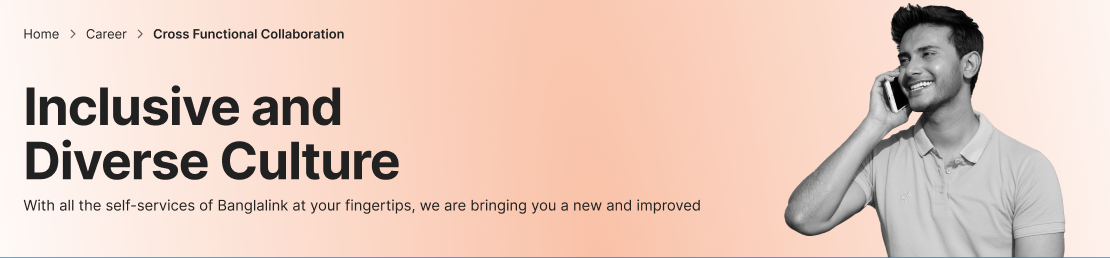 Home > Career > Cross Functional Collaboration
Inclusive and
Diverse Culture
With all the self-services of Banglalink at your fingertips, we are bringing you a new and improved